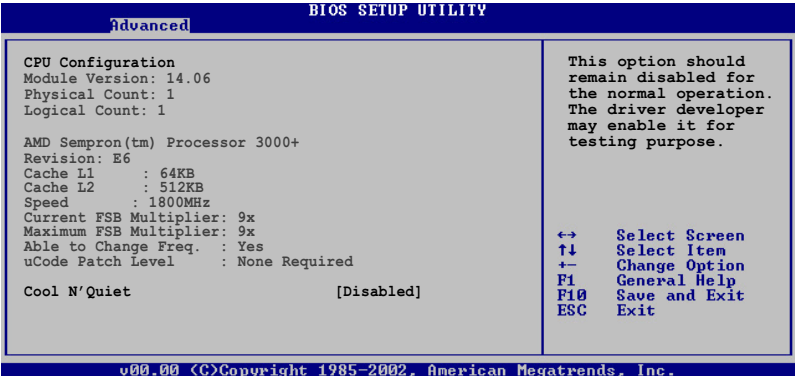 BIOS SETUP UTILITY
Advanced
CPU Configuration
Module Version: 14.06
Physical Count: 1
Logical Count: 1
AMD Sempron(tm) Processor 3000+
Revision: E6
Cache L1 : 64KB
Cache L2 : 512KB
Speed : 1800MHz
Current FSB Multiplier: 9x
Maximum FSB Multiplier: 9x
Able to Change Freq. : Yes
uCode Patch Level : None Required
Cool N'Quiet [Disabled]
This option should
remain disabled for
the normal operation.
The driver developer
may enable it for
testing purpose.
←→ Select Screen
↑↓ Select Item
+- Change Option
F1 General Help
F10 Save and Exit
ESC Exit
v00.00 (C)Copyright 1985-2002, American Megatrends, Inc.